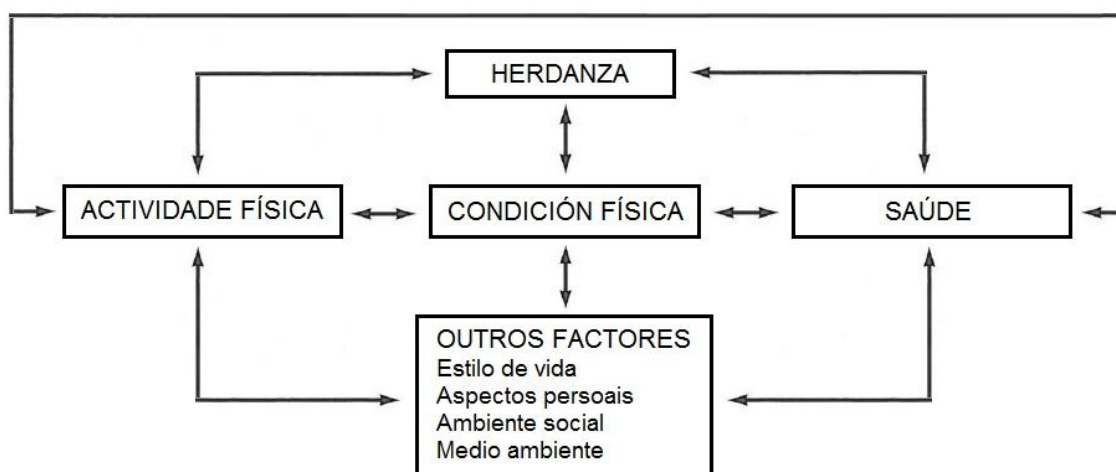 HERDANZA
ACTIVIDADE FÍSICA
CONDICIÓN FÍSICA
SAÚDE
OUTROS FACTORES
Estilo de vida
Aspectos persoais
Ambiente social
Medio ambiente